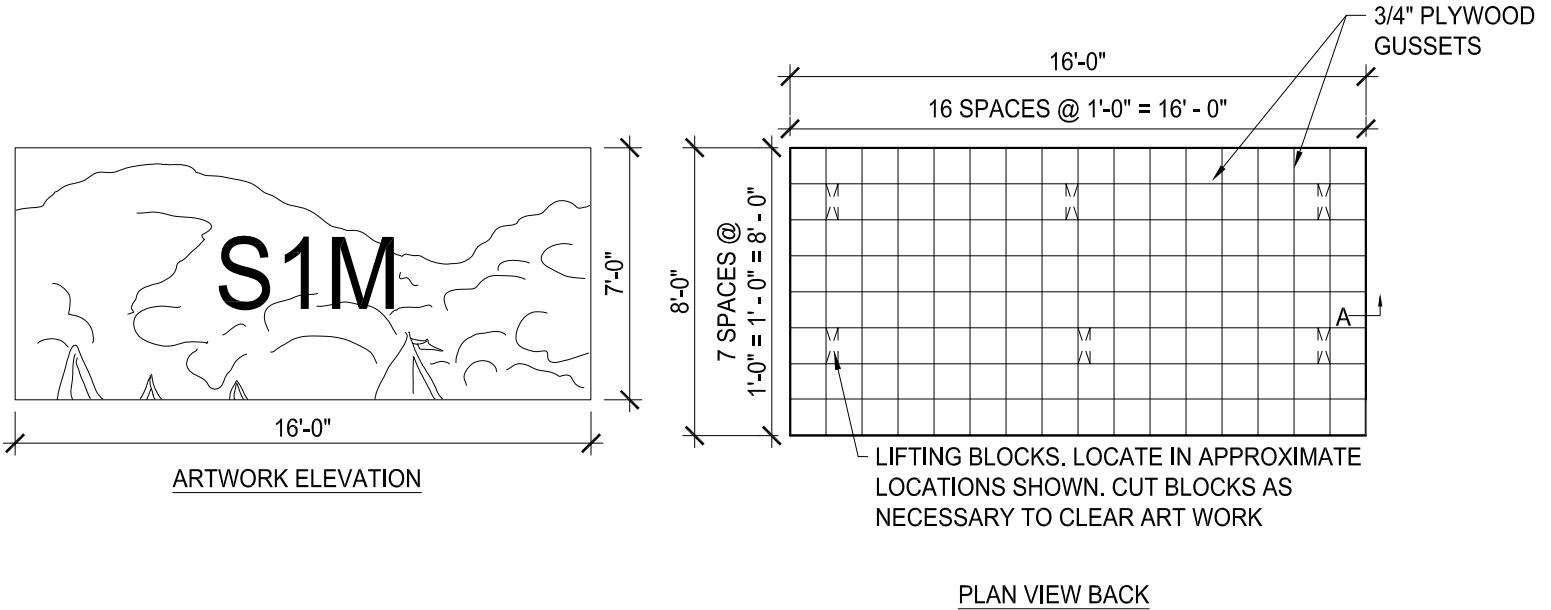 S1M
7'-0"
16'-0"
ARTWORK ELEVATION
3/4" PLYWOOD
GUSSETS
16'-0"
16 SPACES @ 1'-0" = 16' - 0"
8'-0"
7 SPACES @
1'-0" = 1' - 0" = 8' - 0"
A
LIFTING BLOCKS. LOCATE IN APPROXIMATE
LOCATIONS SHOWN. CUT BLOCKS AS
NECESSARY TO CLEAR ART WORK
PLAN VIEW BACK